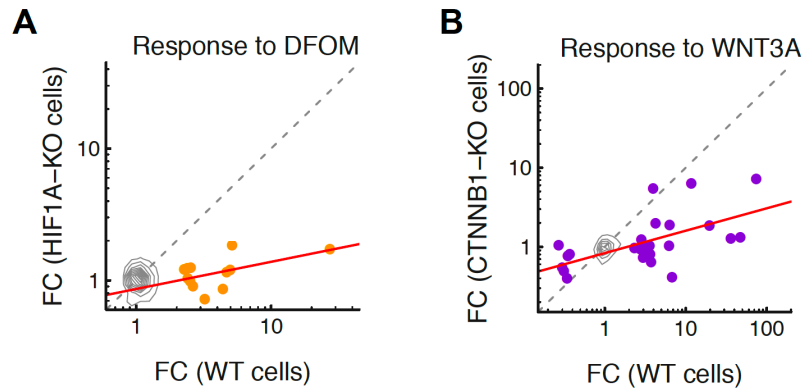 A
Response to DFOM
FC (HIF1A−KO cells)
10
1
1
10
FC (WT cells)
B
Response to WNT3A
FC (CTNNB1−KO cells)
100
10
1
1
10
100
FC (WT cells)